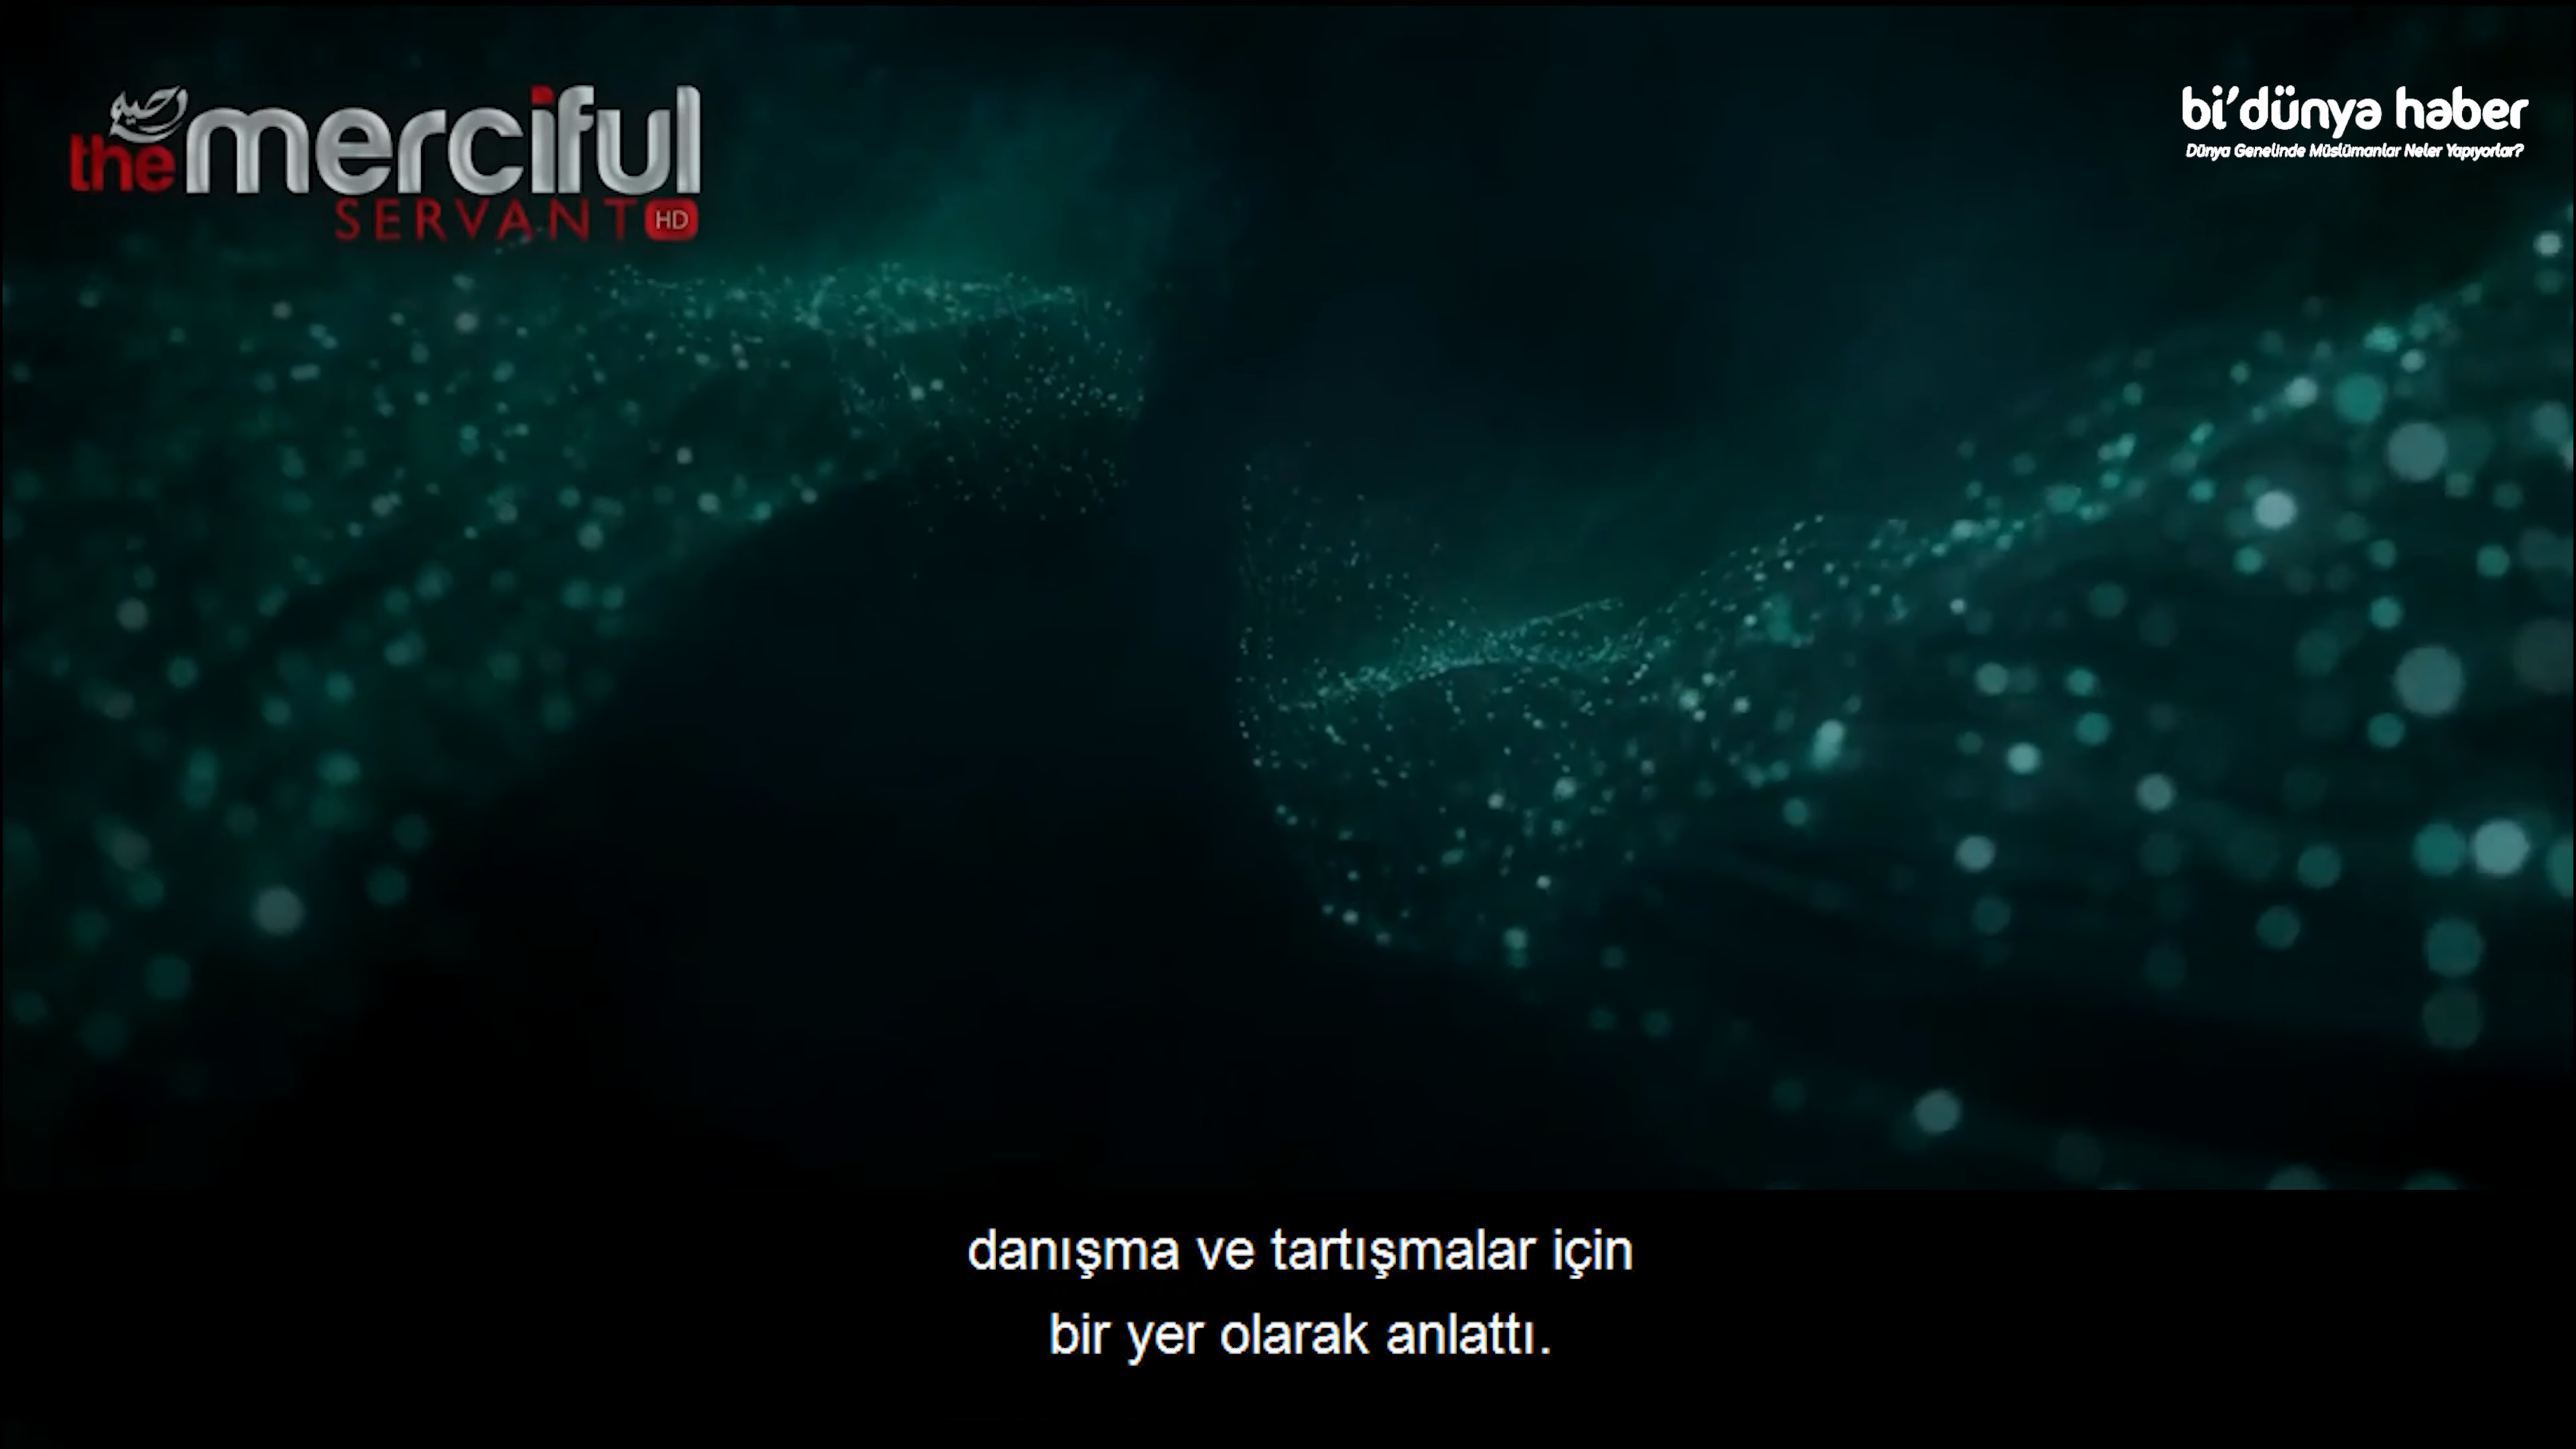 رحيم
the merciful
SERVANT HD
bi'dünya haber
Dünya Genelinde Müslümanlar Neler Yapıyorlar?
danışma ve tartışmalar için
bir yer olarak anlattı.